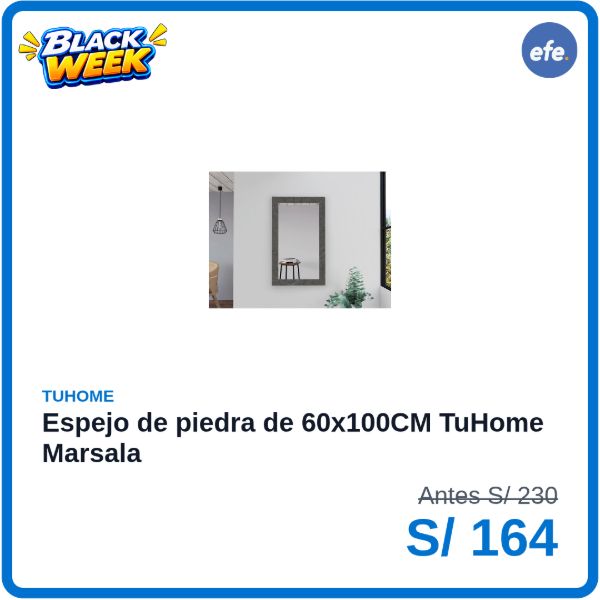 BLACK
WEEK
efe.
TUHOME
Espejo de piedra de 60x100CM TuHome
Marsala
Antes S/ 230
S/ 164